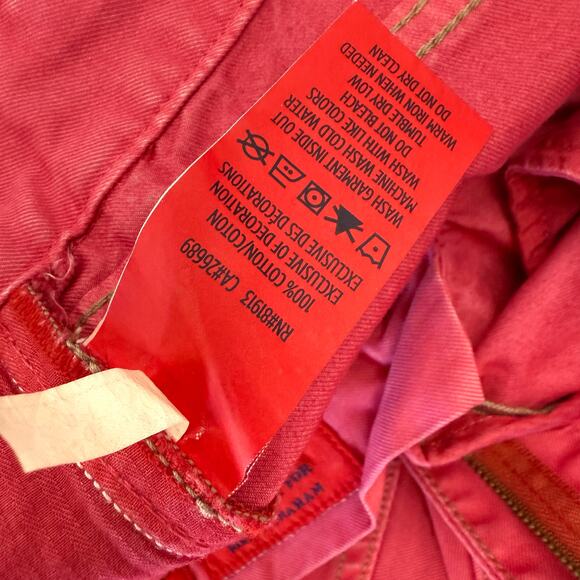 RN#81913 CA#26689
100% COTTON/COTON
EXCLUSIVE OF DECORATION
EXCLUSIVE DES DÉCORATIONS
WASH GARMENT INSIDE OUT
MACHINE WASH COLD WATER
WASH WITH LIKE COLORS
DO NOT BLEACH
TUMBLE DRY LOW
WARM IRON WHEN NEEDED
DO NOT DRY CLEAN
FOR